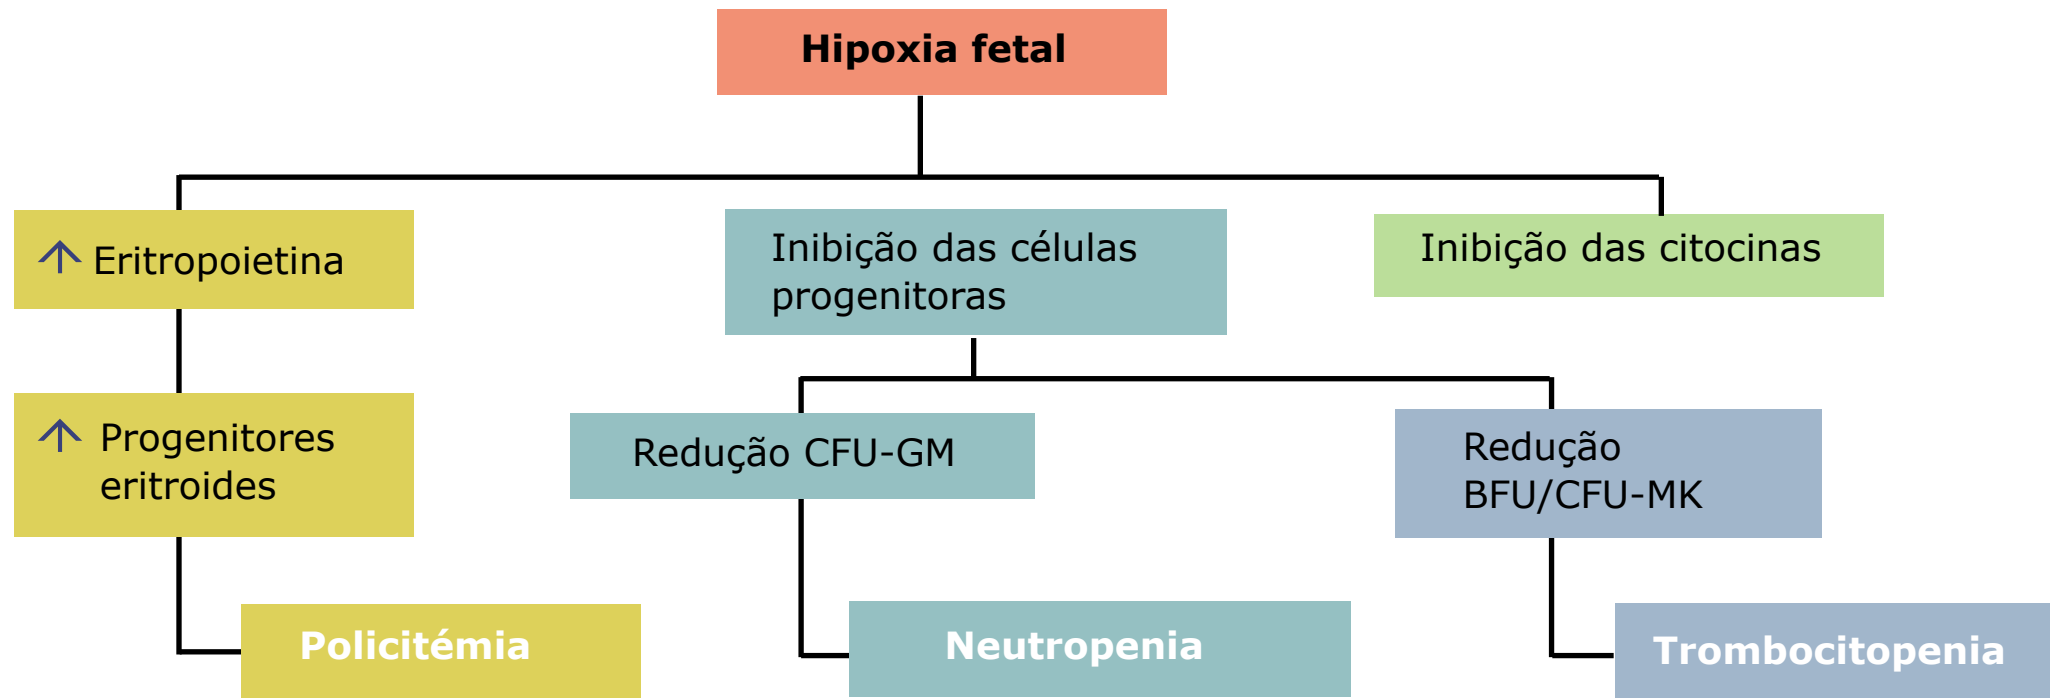 Hipoxia fetal
↑ Eritropoietina
Inibição das células
progenitoras
Inibição das citocinas
↑ Progenitores
eritroides
Redução CFU-GM
Redução
BFU/CFU-MK
Policitémia
Neutropenia
Trombocitopenia